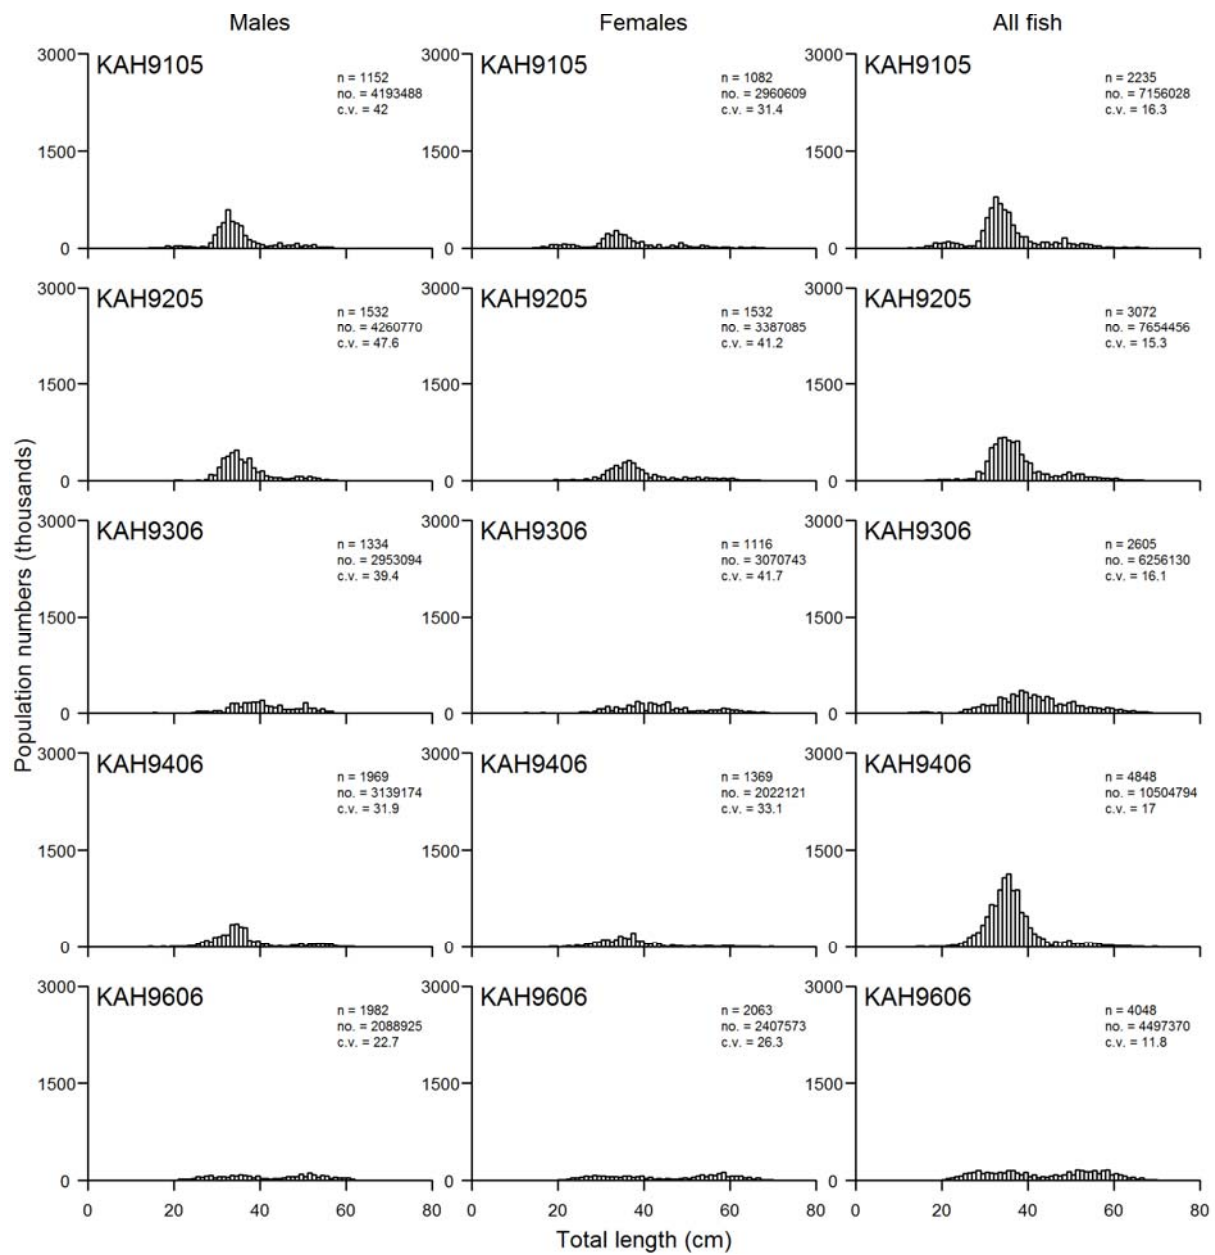 Males
Females
All fish
3000
1500
0
KAH9105
n = 1152
no. = 4193488
c.v. = 42
3000
1500
0
KAH9105
n = 1082
no. = 2960609
c.v. = 31.4
3000
1500
0
KAH9105
n = 2235
no. = 7156028
c.v. = 16.3
3000
1500
0
KAH9205
n = 1532
no. = 4260770
c.v. = 47.6
3000
1500
0
KAH9205
n = 1532
no. = 3387085
c.v. = 41.2
3000
1500
0
KAH9205
n = 3072
no. = 7654456
c.v. = 15.3
Population numbers (thousands)
3000
1500
0
KAH9306
n = 1334
no. = 2953094
c.v. = 39.4
3000
1500
0
KAH9306
n = 1116
no. = 3070743
c.v. = 41.7
3000
1500
0
KAH9306
n = 2605
no. = 6256130
c.v. = 16.1
3000
1500
0
KAH9406
n = 1969
no. = 3139174
c.v. = 31.9
3000
1500
0
KAH9406
n = 1369
no. = 2022121
c.v. = 33.1
3000
1500
0
KAH9406
n = 4848
no. = 10504794
c.v. = 17
3000
1500
0
KAH9606
n = 1982
no. = 2088925
c.v. = 22.7
3000
1500
0
KAH9606
n = 2063
no. = 2407573
c.v. = 26.3
3000
1500
0
KAH9606
n = 4048
no. = 4497370
c.v. = 11.8
0 20 40 60 80
0 20 40 60 80
0 20 40 60 80
Total length (cm)